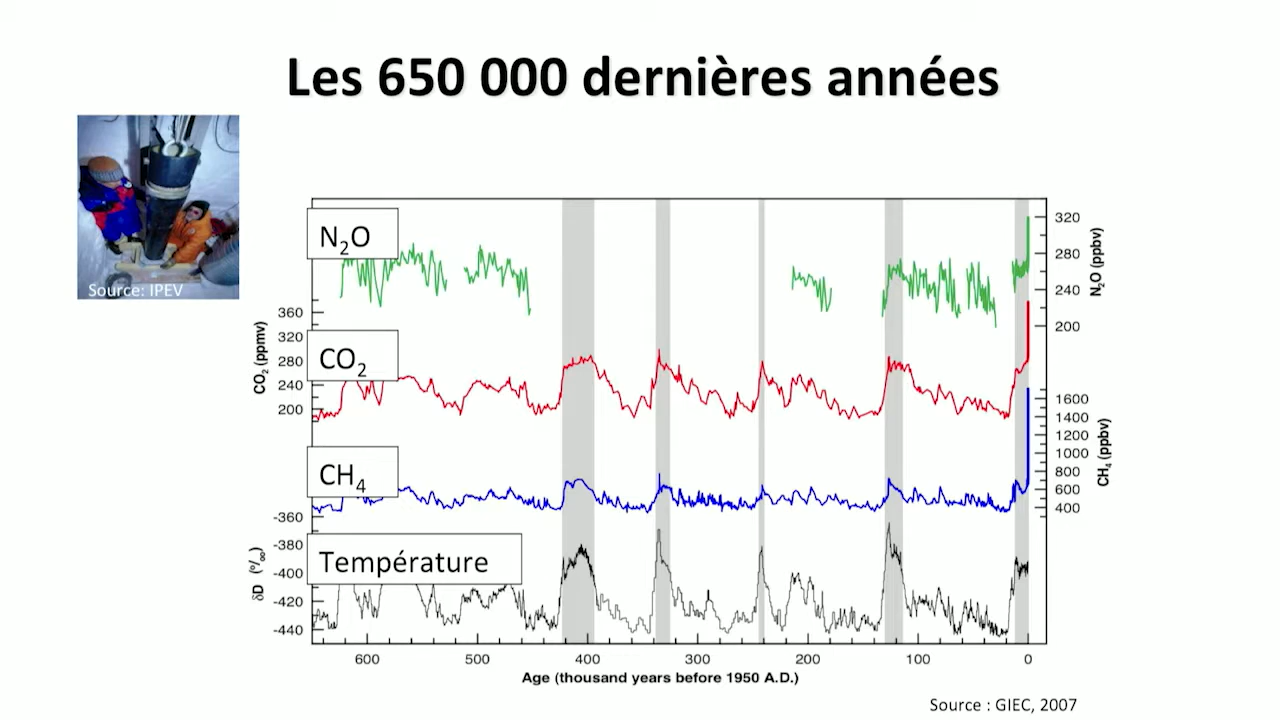 Les 650 000 dernières années
Source: IPEV
N₂O
CO₂
CH₄
Température
320
280
240
200
N₂O (ppbv)
360
320
280
240
200
CO₂ (ppmv)
1600
1400
1200
1000
800
600
400
CH₄ (ppbv)
-360
-380
-400
-420
-440
δD (°/∞)
600 500 400 300 200 100 0
Age (thousand years before 1950 A.D.)
Source : GIEC, 2007